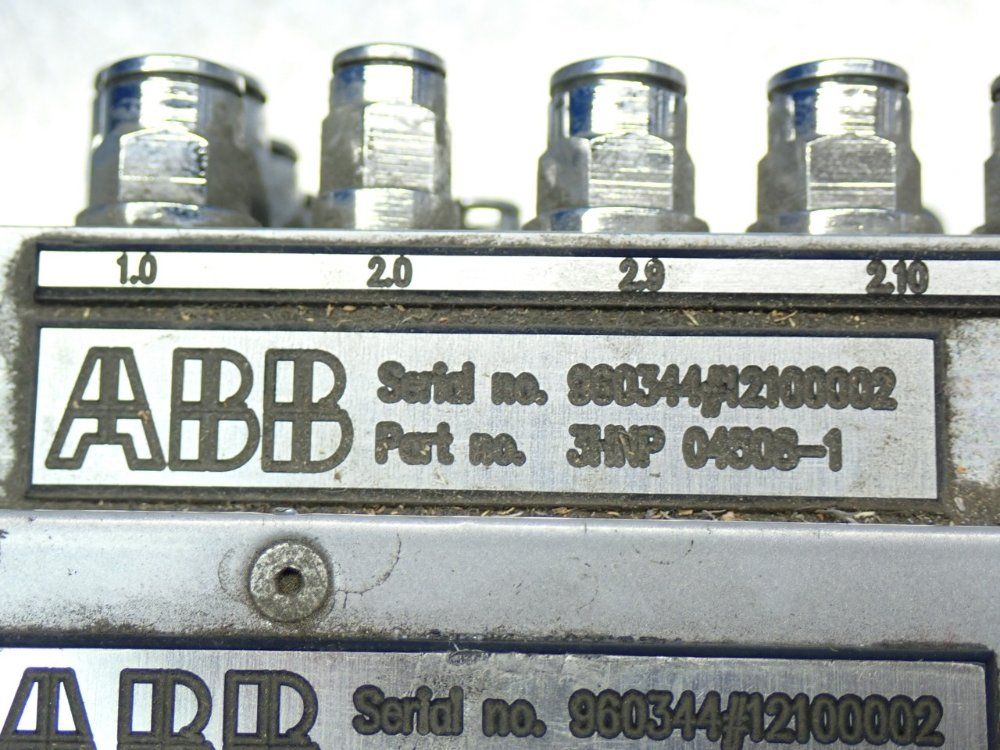 1.0 2.0 2.9 2.10
ABB
Serial no. 960344#12100002
Part no. 3HNP 04508-1
ABB
Serial no. 960344#12100002